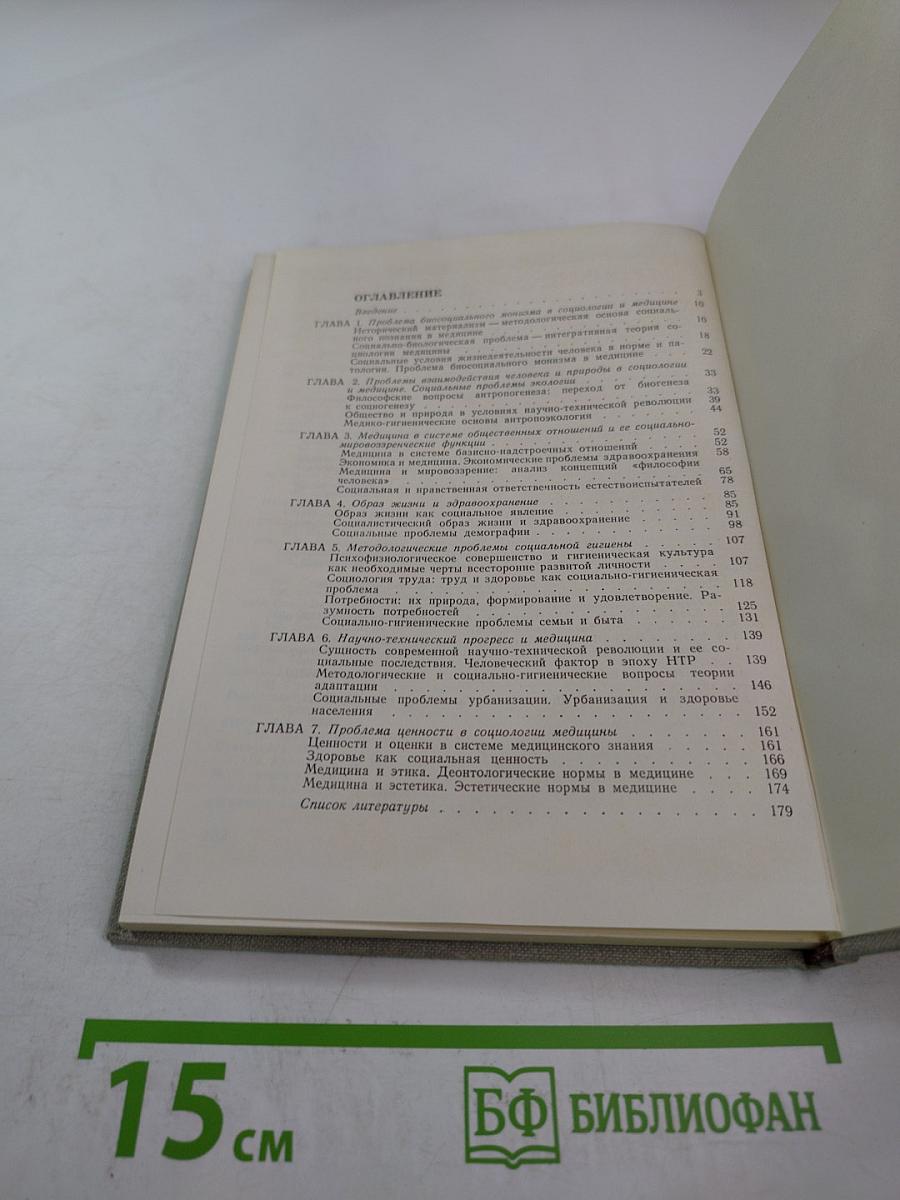 ОГЛАВЛЕНИЕ
Введение . . . . . . . . . . . . . . . . . . . . 3
ГЛАВА 1. Проблема биосоциального монизма в социологии и медицине 16
Исторический материализм — методологическая основа социаль-
ного познания в медицине . . . . . . . . . . . . 16
Социально-биологическая проблема — интегративная теория со-
циологии медицины . . . . . . . . . . . . . . 18
Социальные условия жизнедеятельности человека в норме и па-
тологии. Проблема биосоциального монизма в медицине . . . 22
ГЛАВА 2. Проблемы взаимодействия человека и природы в социологии
и медицине. Социальные проблемы экологии . . . . . . . 33
Философские вопросы антропогенеза: переход от биогенеза
к социогенезу . . . . . . . . . . . . . . . . 33
Общество и природа в условиях научно-технической революции 39
Медико-гигиенические основы антропоэкологии . . . . . . 44
ГЛАВА 3. Медицина в системе общественных отношений и ее социально-
мировоззренческие функции . . . . . . . . . . . . 52
Медицина в системе базисно-надстроечных отношений . . . . 52
Экономика и медицина. Экономические проблемы здравоохранения 58
Медицина и мировоззрение: анализ концепций «философии
человека» . . . . . . . . . . . . . . . . . . 65
Социальная и нравственная ответственность естествоиспытателей 78
ГЛАВА 4. Образ жизни и здравоохранение . . . . . . . . . 85
Образ жизни как социальное явление . . . . . . . . . 85
Социалистический образ жизни и здравоохранение . . . . . 91
Социальные проблемы демографии . . . . . . . . . . 98
ГЛАВА 5. Методологические проблемы социальной гигиены . . . . . 107
Психофизиологическое совершенство и гигиеническая культура
как необходимые черты всесторонне развитой личности . . . . 107
Социология труда: труд и здоровье как социально-гигиеническая
проблема . . . . . . . . . . . . . . . . . . 118
Потребности: их природа, формирование и удовлетворение. Ра-
зумность потребностей . . . . . . . . . . . . . 125
Социально-гигиенические проблемы семьи и быта . . . . . . 131
ГЛАВА 6. Научно-технический прогресс и медицина . . . . . . . 139
Сущность современной научно-технической революции и ее со-
циальные последствия. Человеческий фактор в эпоху НТР . . 139
Методологические и социально-гигиенические вопросы теории
адаптации . . . . . . . . . . . . . . . . . . 146
Социальные проблемы урбанизации. Урбанизация и здоровье
населения . . . . . . . . . . . . . . . . . . 152
ГЛАВА 7. Проблема ценности в социологии медицины . . . . . . 161
Ценности и оценки в системе медицинского знания . . . . . 161
Здоровье как социальная ценность . . . . . . . . . . 166
Медицина и этика. Деонтологические нормы в медицине . . . 169
Медицина и эстетика. Эстетические нормы в медицине . . . . 174
Список литературы . . . . . . . . . . . . . . . . . 179
15 см
БФ БИБЛИОФАН